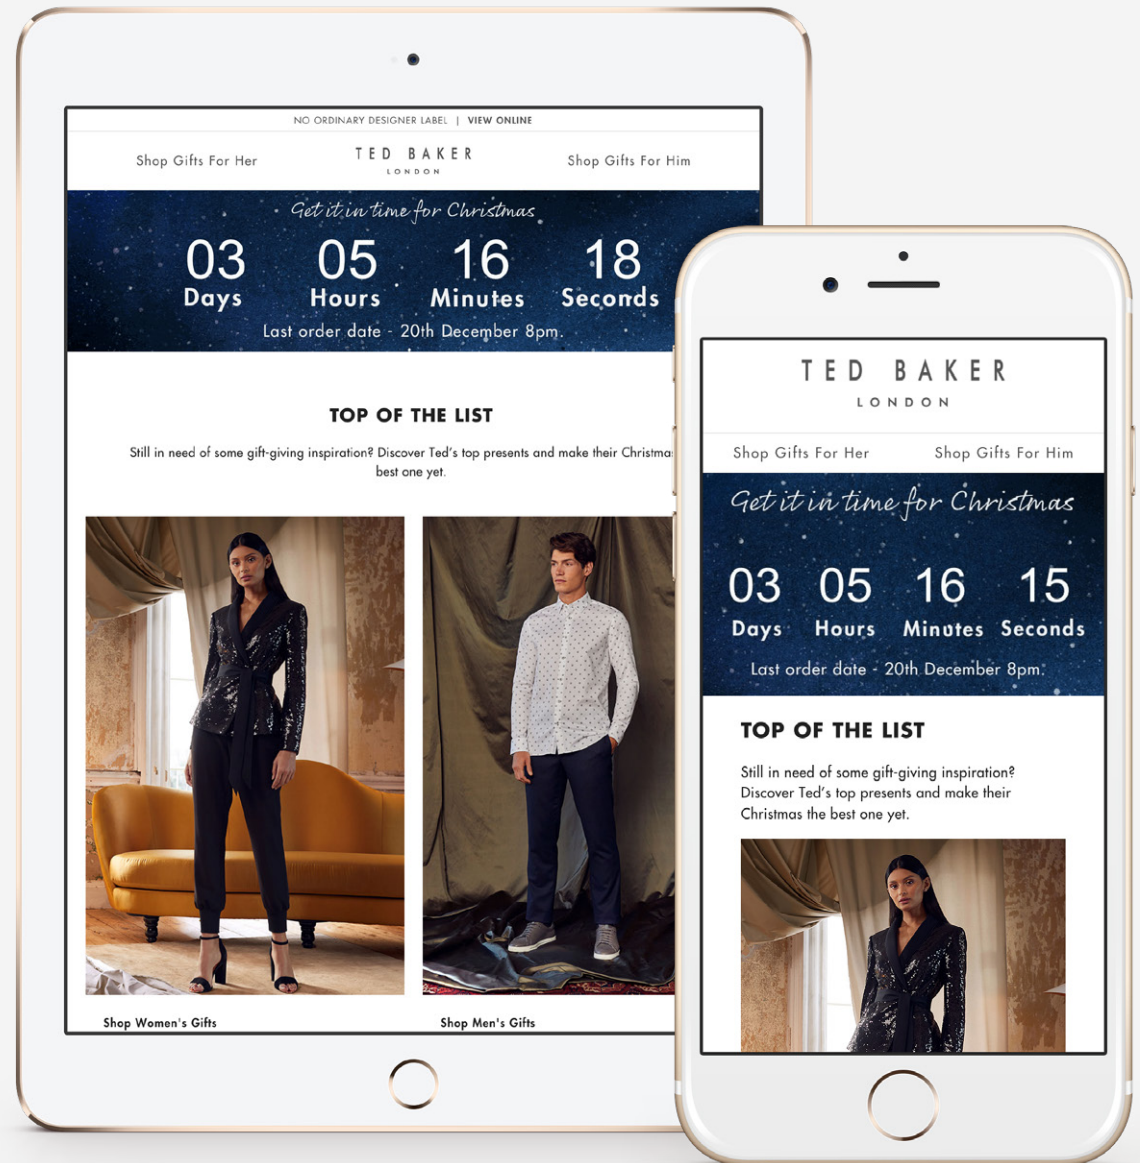 NO ORDINARY DESIGNER LABEL | VIEW ONLINE
Shop Gifts For Her
TED BAKER
LONDON
Shop Gifts For Him
Get it in time for Christmas
03 05 16 18
Days Hours Minutes Seconds
Last order date - 20th December 8pm.
TOP OF THE LIST
Still in need of some gift-giving inspiration? Discover Ted's top presents and make their
best one yet.
Shop Women's Gifts
Shop Men's Gifts
TED BAKER
LONDON
Shop Gifts For Her Shop Gifts For Him
Get it in time for Christmas
03 05 16 15
Days Hours Minutes Seconds
Last order date - 20th December 8pm.
TOP OF THE LIST
Still in need of some gift-giving inspiration?
Discover Ted's top presents and make their
Christmas the best one yet.